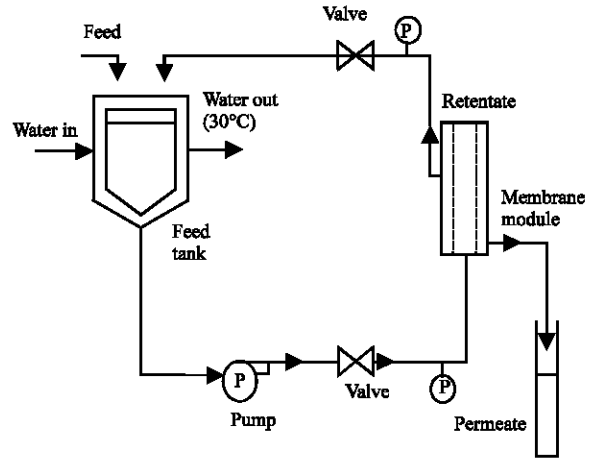 Valve
Feed
P
Water out
(30°C)
Retentate
Water in
Membrane
module
Feed
tank
P
Valve
P
Pump
Permeate